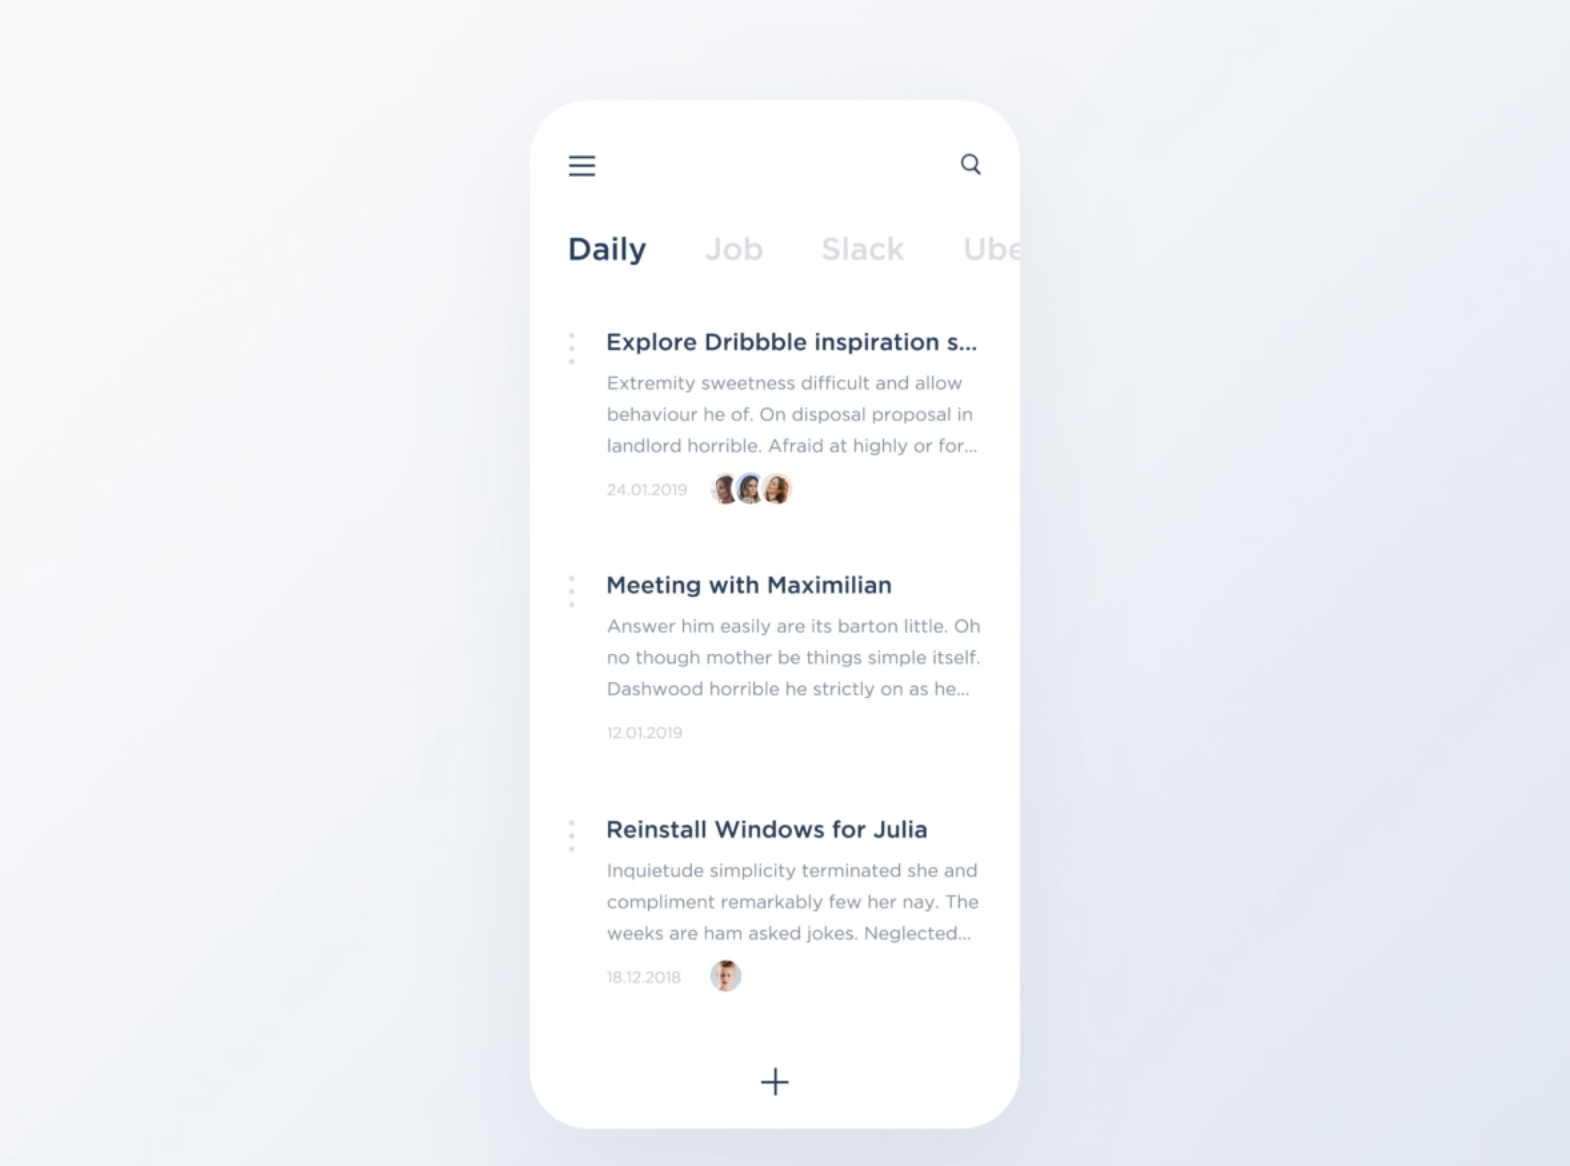 Daily Job Slack Ube
Explore Dribbble inspiration s...
Extremity sweetness difficult and allow
behaviour he of. On disposal proposal in
landlord horrible. Afraid at highly or for...
24.01.2019
Meeting with Maximilian
Answer him easily are its barton little. Oh
no though mother be things simple itself.
Dashwood horrible he strictly on as he...
12.01.2019
Reinstall Windows for Julia
Inquietude simplicity terminated she and
compliment remarkably few her nay. The
weeks are ham asked jokes. Neglected...
18.12.2018